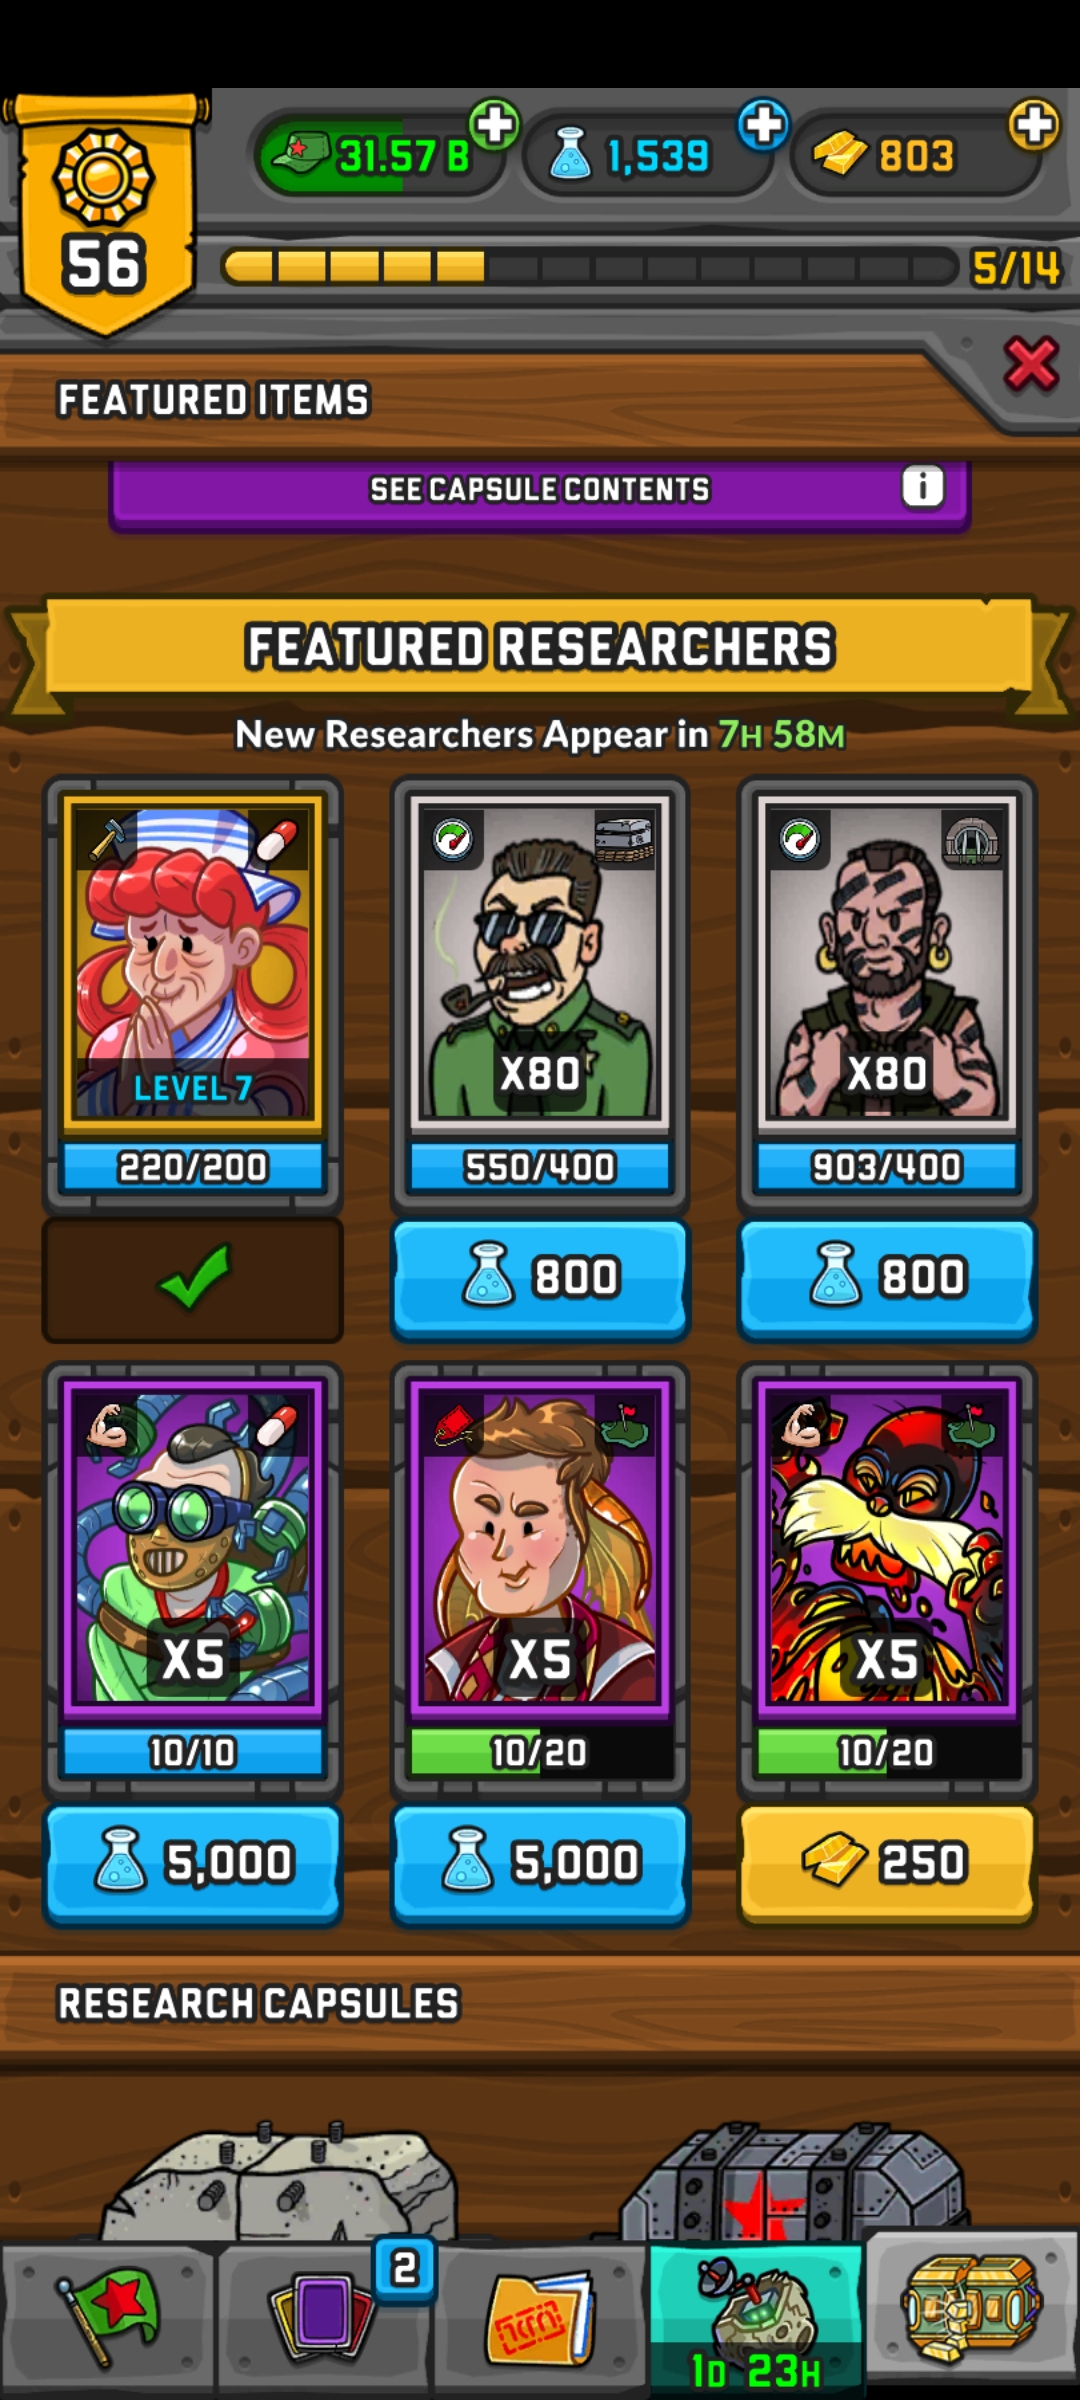 31.57 B
1,539
803
56
5/14
FEATURED ITEMS
SEE CAPSULE CONTENTS
i
FEATURED RESEARCHERS
New Researchers Appear in 7H 58M
LEVEL 7
X80
X80
220/200
550/400
903/400
800
800
X5
X5
X5
10/10
10/20
10/20
5,000
5,000
250
RESEARCH CAPSULES
2
1D 23H